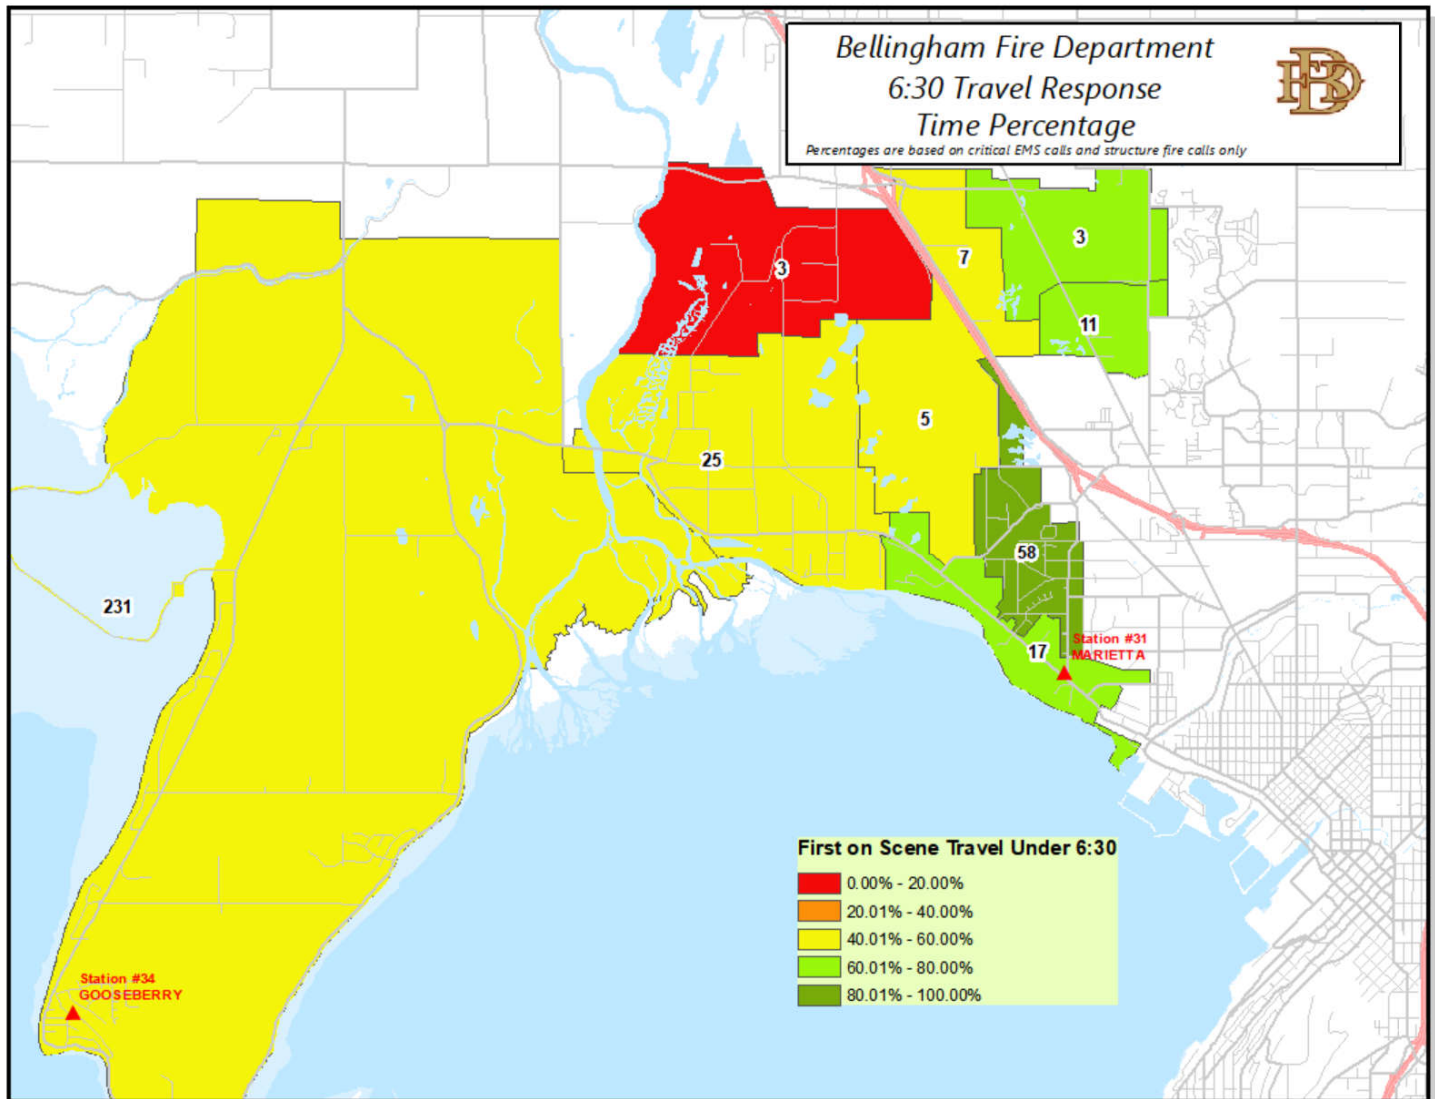 Bellingham Fire Department
6:30 Travel Response
Time Percentage
Percentages are based on critical EMS calls and structure fire calls only
BFD
3
7
3
11
5
25
58
231
17
Station #31
MARIETTA
First on Scene Travel Under 6:30
0.00% - 20.00%
20.01% - 40.00%
40.01% - 60.00%
60.01% - 80.00%
80.01% - 100.00%
Station #34
GOOSEBERRY